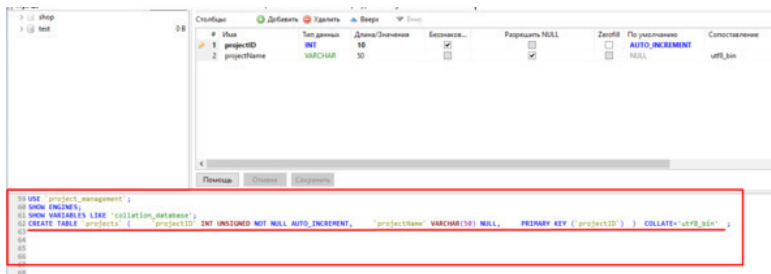 shop
test 0 B
Столбцы: Добавить Удалить Вверх Вниз
# Имя Тип данных Длина/Значения Беззнаков... Разрешить NULL Zerofill По умолчанию Сопоставление
1 projectID INT 10 AUTO_INCREMENT
2 projectName VARCHAR 50 NULL utf8_bin
Помощь Отмена Сохранить
59 USE `project_management`;
60 SHOW ENGINES;
61 SHOW VARIABLES LIKE 'collation_database';
62 CREATE TABLE `projects` ( `projectID` INT UNSIGNED NOT NULL AUTO_INCREMENT, `projectName` VARCHAR(50) NULL, PRIMARY KEY (`projectID`) ) COLLATE='utf8_bin' ;
63
64
65
66
67
68